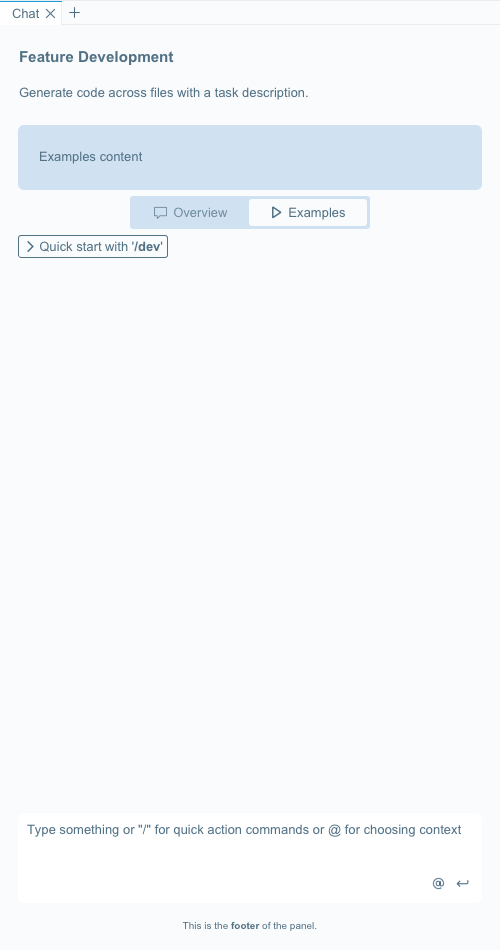 Chat
Feature Development
Generate code across files with a task description.
Examples content
Overview
Examples
Quick start with '/dev'
Type something or "/" for quick action commands or @ for choosing context
@
This is the footer of the panel.